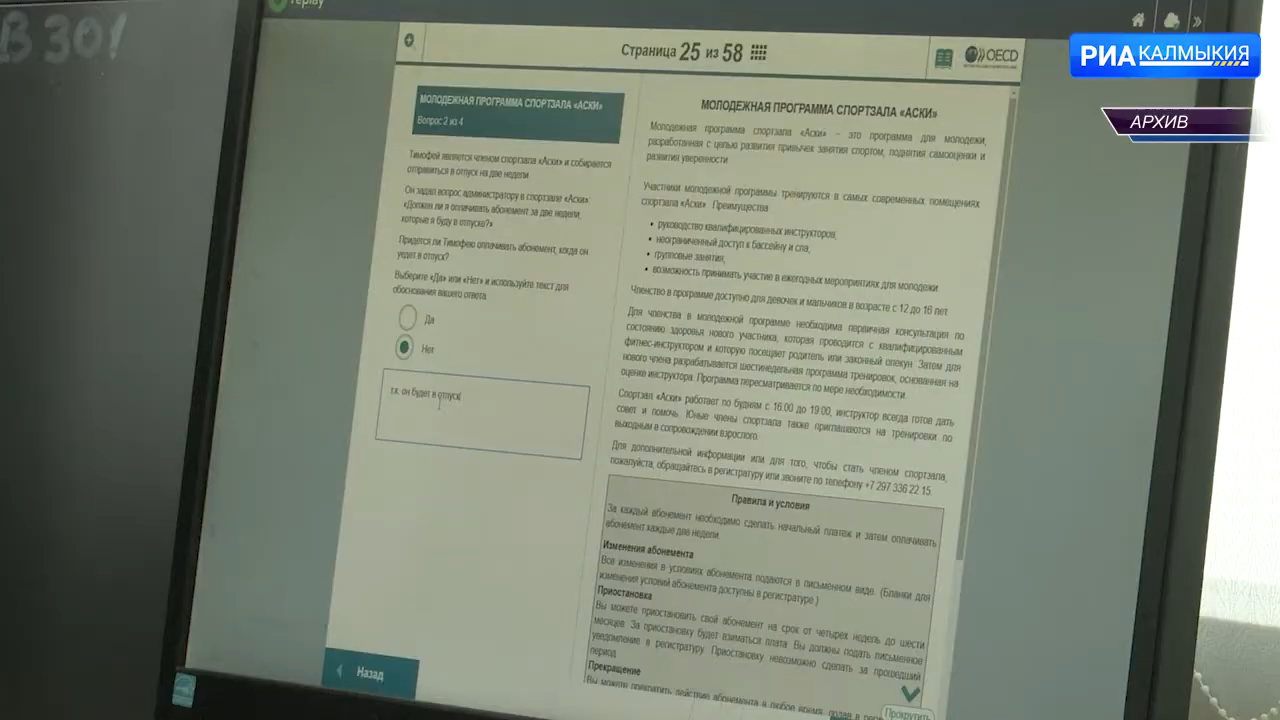 В 30!
replay
Страница 25 из 58
OECD
РИА КАЛМЫКИЯ
АРХИВ
МОЛОДЕЖНАЯ ПРОГРАММА СПОРТЗАЛА «АСКИ»
Вопрос 2 из 4
Тимофей является членом спортзала «Аски» и собирается
отправиться в отпуск на две недели.
Он задал вопрос администратору в спортзале «Аски»:
«Должен ли я оплачивать абонемент за две недели,
которые я буду в отпуске?»
Придется ли Тимофею оплачивать абонемент, когда он
уедет в отпуск?
Выберите «Да» или «Нет» и используйте текст для
обоснования вашего ответа.
Да
Нет
т.к. он будет в отпуск
Назад
МОЛОДЕЖНАЯ ПРОГРАММА СПОРТЗАЛА «АСКИ»
Молодежная программа спортзала «Аски» - это программа для молодежи,
разработанная с целью развития привычек занятия спортом, поднятия самооценки и
развития уверенности.
Участники молодежной программы тренируются в самых современных помещениях
спортзала «Аски». Преимущества:
• руководство квалифицированных инструкторов;
• неограниченный доступ к бассейну и спа;
• групповые занятия;
• возможность принимать участие в ежегодных мероприятиях для молодежи
Членство в программе доступно для девочек и мальчиков в возрасте с 12 до 16 лет.
Для членства в молодежной программе необходима первичная консультация по
состоянию здоровья нового участника, которая проводится с квалифицированным
фитнес-инструктором и которую посещает родитель или законный опекун. Затем для
нового члена разрабатывается шестинедельная программа тренировок, основанная на
оценке инструктора. Программа пересматривается по мере необходимости.
Спортзал «Аски» работает по будням с 16.00 до 19.00, инструктор всегда готов дать
совет и помочь. Юные члены спортзала также приглашаются на тренировки по
выходным в сопровождении взрослого.
Для дополнительной информации или для того, чтобы стать членом спортзала,
пожалуйста, обращайтесь в регистратуру или звоните по телефону +7 297 336 22 15.
Правила и условия
За каждый абонемент необходимо сделать начальный платеж и затем оплачивать
абонемент каждые две недели.
Изменения абонемента
Все изменения в условиях абонемента подаются в письменном виде. (Бланки для
изменения условий абонемента доступны в регистратуре.)
Приостановка
Вы можете приостановить свой абонемент на срок от четырех недель до шести
месяцев. За приостановку будет взиматься плата. Вы должны подать письменное
уведомление в регистратуру. Приостановку невозможно сделать за прошедший
период.
Прекращение
Вы можете прекратить действие абонемента в любое время, подав в
Прокрутить